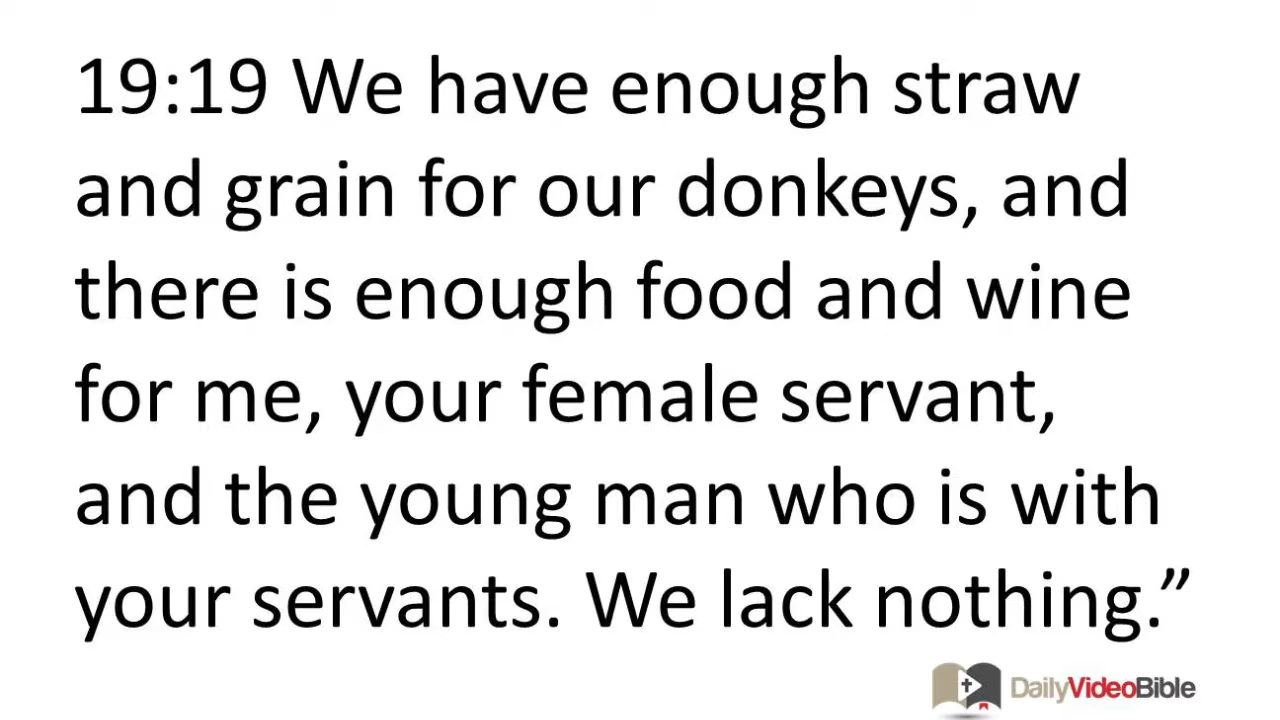 19:19 We have enough straw
and grain for our donkeys, and
there is enough food and wine
for me, your female servant,
and the young man who is with
your servants. We lack nothing.”
DailyVideoBible